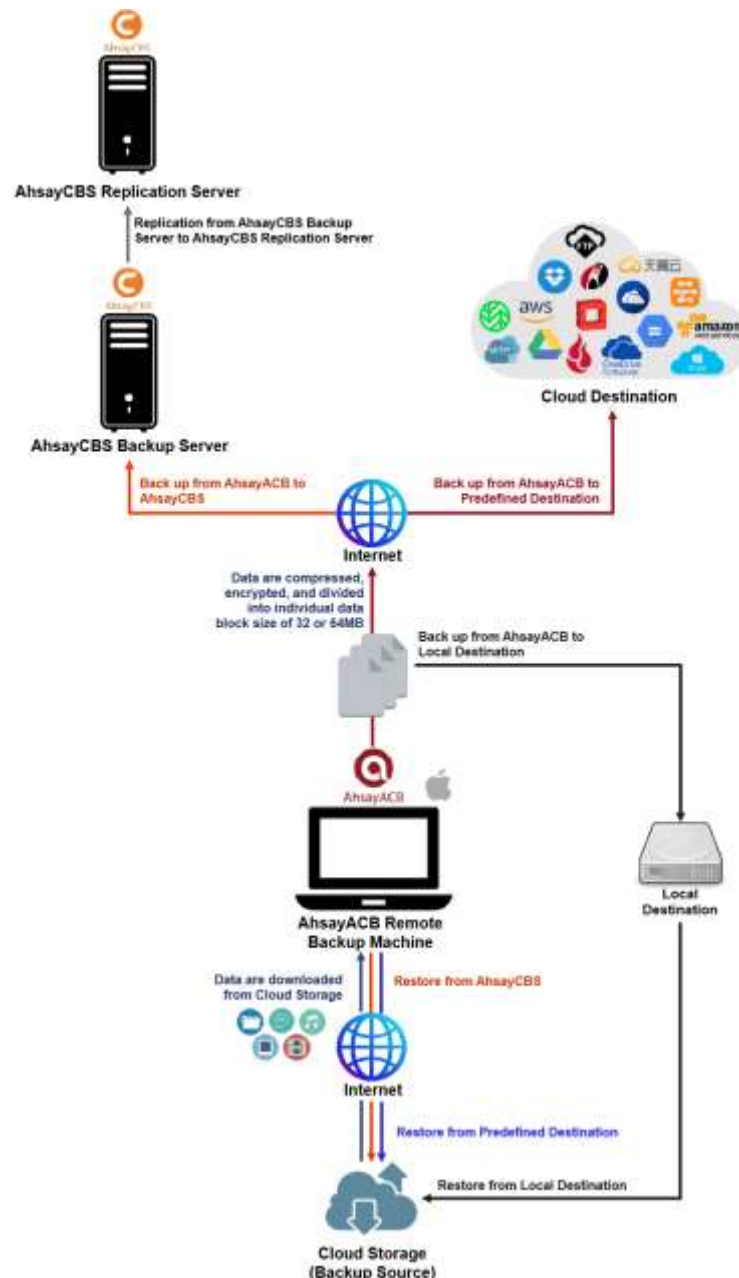 AhsayCBS
AhsayCBS Replication Server
Replication from AhsayCBS Backup
Server to AhsayCBS Replication Server
AhsayCBS
FTP
天翼云
aws
amazon
OneDrive
Cloud Destination
AhsayCBS Backup Server
Back up from AhsayACB to
AhsayCBS
Back up from AhsayACB to
Predefined Destination
Internet
Data are compressed,
encrypted, and divided
into individual data
block size of 32 or 64MB
Back up from AhsayACB to
Local Destination
AhsayACB
Local
Destination
AhsayACB Remote
Backup Machine
Data are downloaded
from Cloud Storage
Restore from AhsayCBS
Internet
Restore from Predefined Destination
Restore from Local Destination
Cloud Storage
(Backup Source)